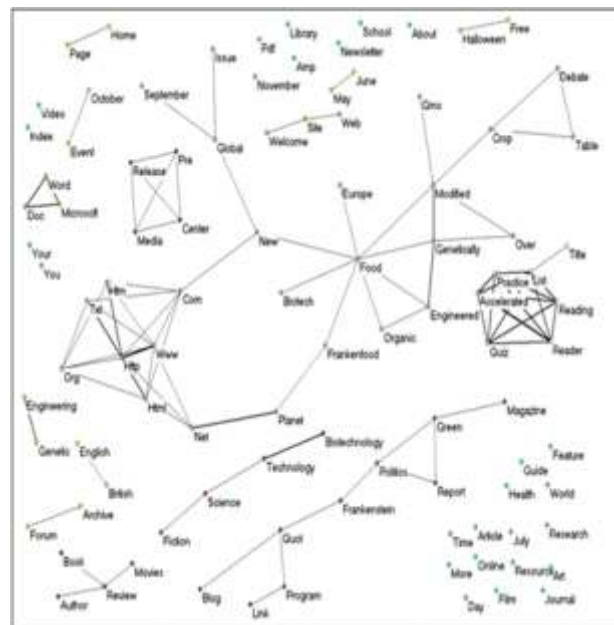 Home
Page
Library
School
About
Free
Halloween
Pdf
Newsletter
Issue
Amp
November
June
May
September
October
Debate
Video
Index
Event
Global
Welcome
Site
Web
Gmo
Crop
Table
Pre
Release
Word
Doc
Microsoft
Media
Center
Europe
Modified
New
Your
You
Food
Genetically
Over
Title
Htm
Com
Biotech
Practice
List
Txt
Accelerated
Engineered
Reading
Organic
Www
Http
Frankenfood
Quiz
Reader
Org
Html
Net
Planet
Engineering
Magazine
Green
Genetic
English
Biotechnology
Technology
Politics
Feature
Guide
British
Science
Report
Health
World
Archive
Frankenstein
Forum
Fiction
Quot
Time
Article
July
Research
Book
Movies
More
Online
Resource
Art
Author
Review
Blog
Link
Program
Day
Film
Journal